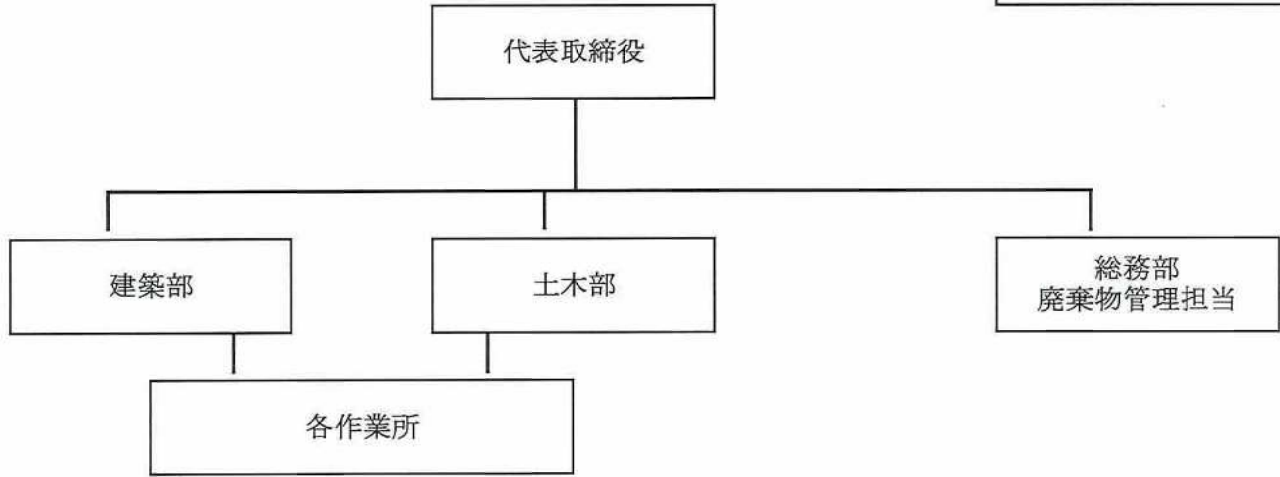 代表取締役
建築部
土木部
総務部
廃棄物管理担当
各作業所